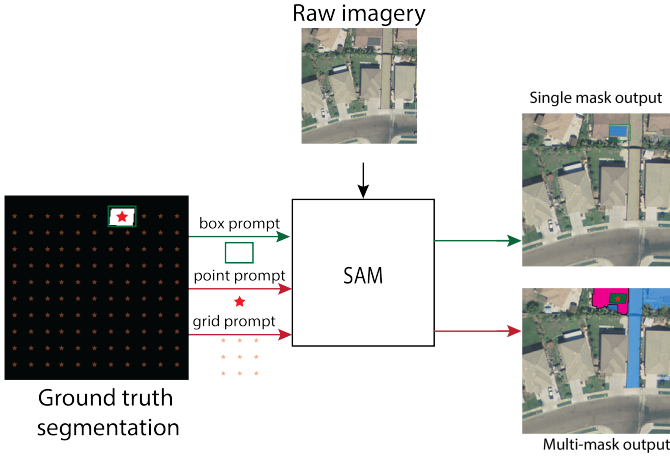 Raw imagery
Single mask output
box prompt
point prompt
SAM
grid prompt
Ground truth
segmentation
Multi-mask output